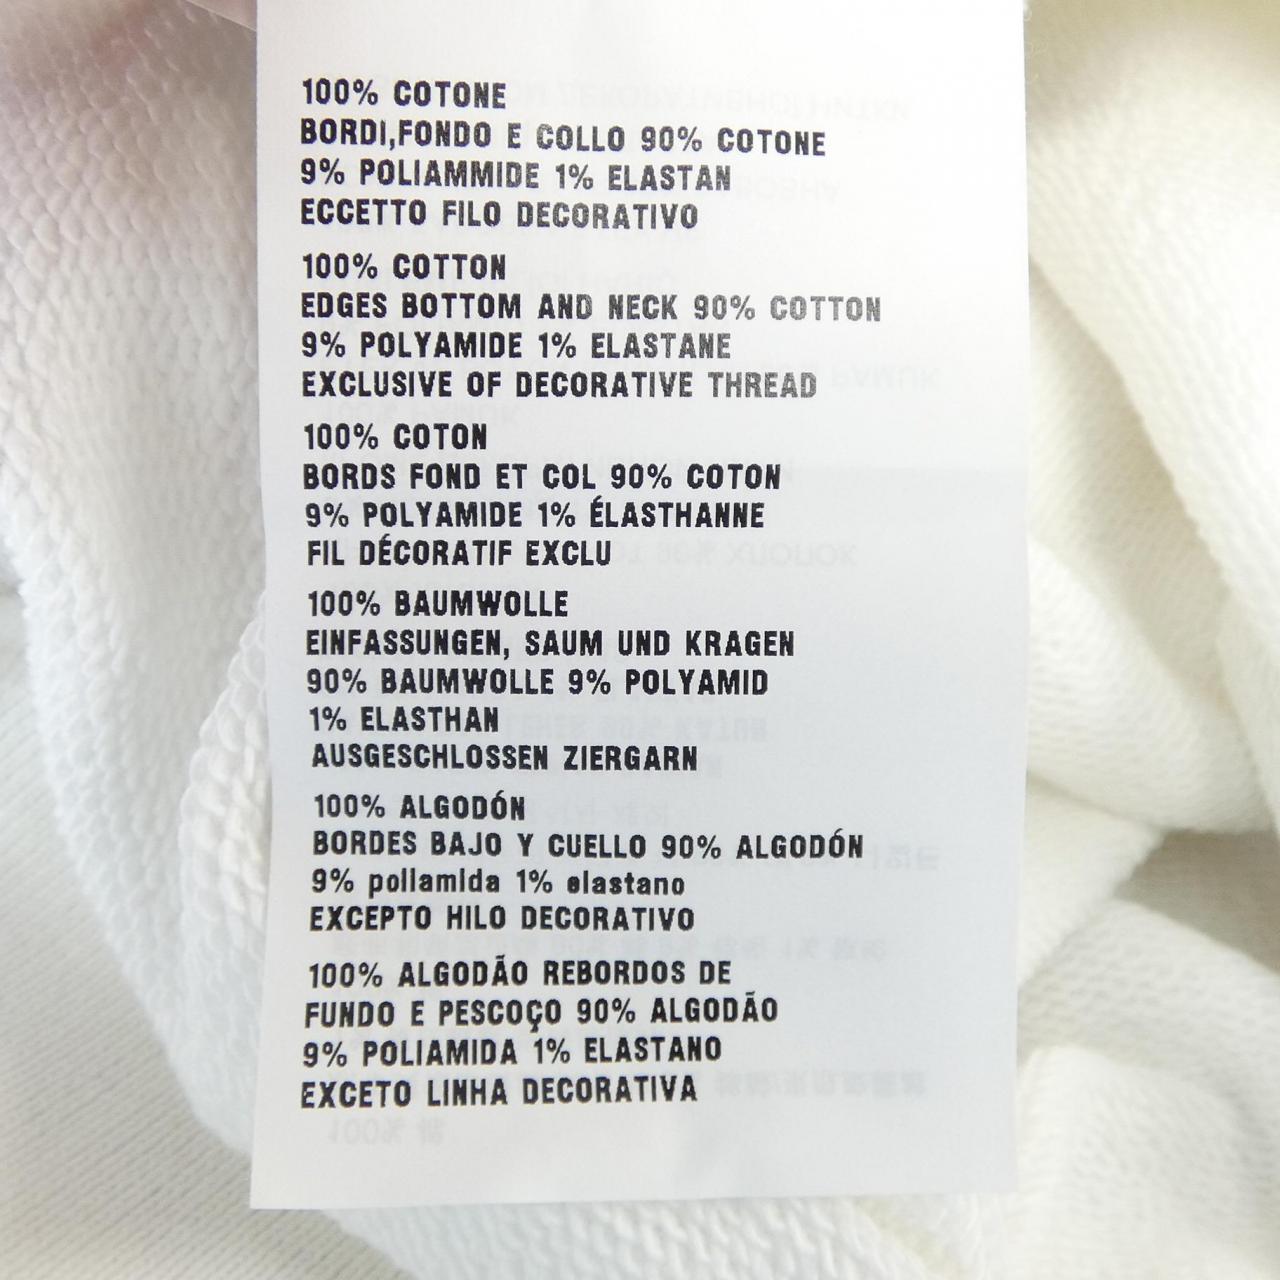 100% COTONE
BORDI,FONDO E COLLO 90% COTONE
9% POLIAMMIDE 1% ELASTAN
ECCETTO FILO DECORATIVO
100% COTTON
EDGES BOTTOM AND NECK 90% COTTON
9% POLYAMIDE 1% ELASTANE
EXCLUSIVE OF DECORATIVE THREAD
100% COTON
BORDS FOND ET COL 90% COTON
9% POLYAMIDE 1% ÉLASTHANNE
FIL DÉCORATIF EXCLU
100% BAUMWOLLE
EINFASSUNGEN, SAUM UND KRAGEN
90% BAUMWOLLE 9% POLYAMID
1% ELASTHAN
AUSGESCHLOSSEN ZIERGARN
100% ALGODÓN
BORDES BAJO Y CUELLO 90% ALGODÓN
9% poliamida 1% elastano
EXCEPTO HILO DECORATIVO
100% ALGODÃO REBORDOS DE
FUNDO E PESCOÇO 90% ALGODÃO
9% POLIAMIDA 1% ELASTANO
EXCETO LINHA DECORATIVA